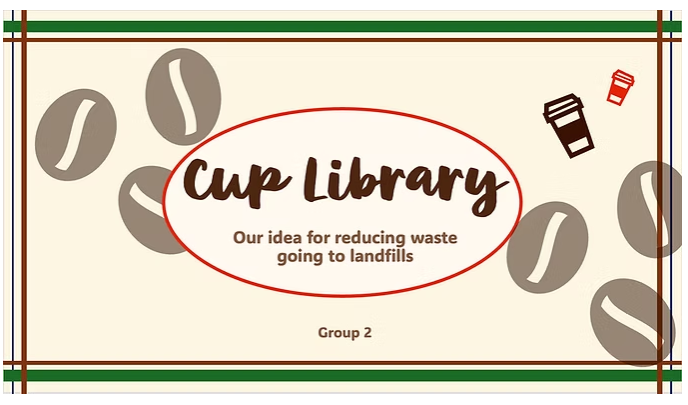 Cup Library
Our idea for reducing waste
going to landfills
Group 2